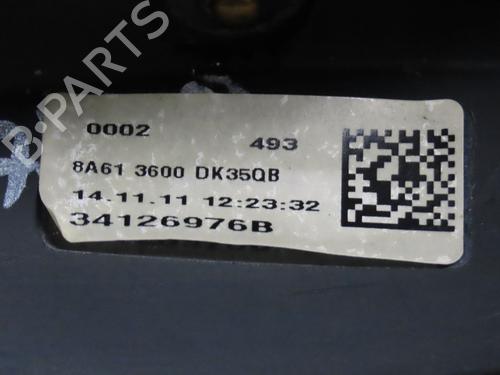 B-PARTS
0002 493
8A61 3600 DK35QB
14.11.11 12:23:32
34126976B